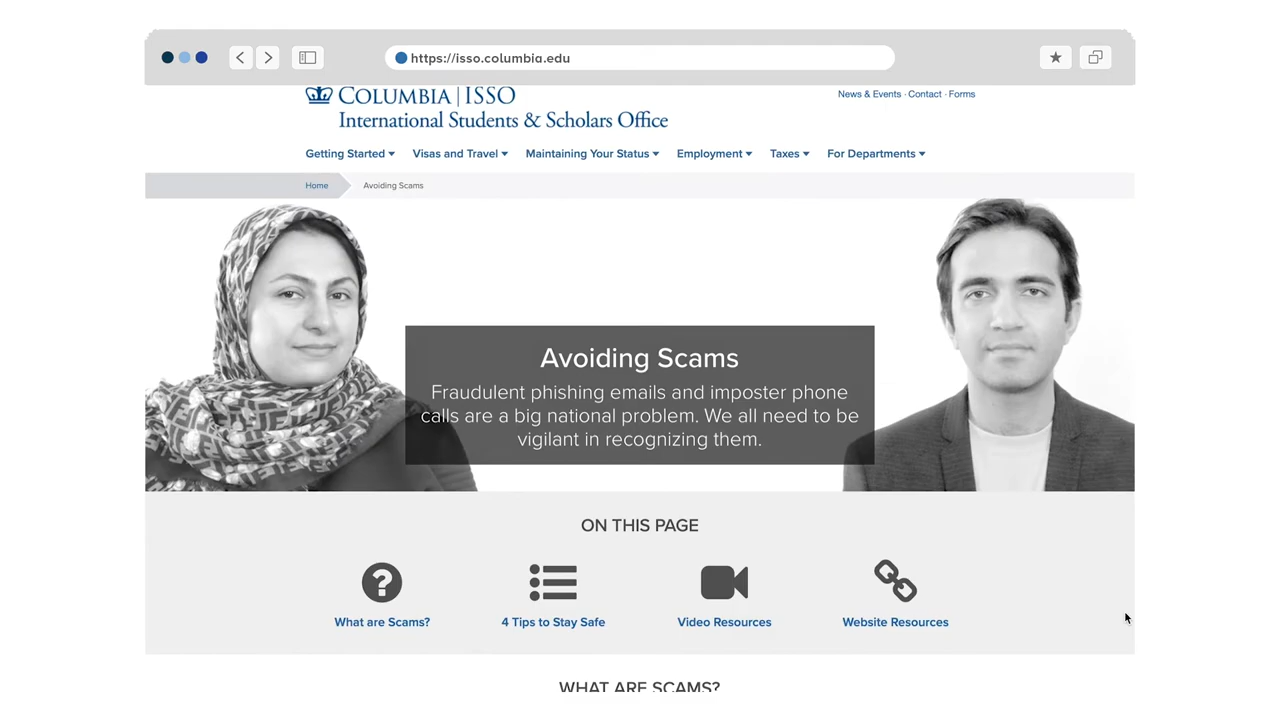 https://isso.columbia.edu
COLUMBIA | ISSO
International Students & Scholars Office
News & Events · Contact · Forms
Getting Started Visas and Travel Maintaining Your Status Employment Taxes For Departments
Home Avoiding Scams
Avoiding Scams
Fraudulent phishing emails and imposter phone
calls are a big national problem. We all need to be
vigilant in recognizing them.
ON THIS PAGE
What are Scams? 4 Tips to Stay Safe Video Resources Website Resources
WHAT ARE SCAMS?